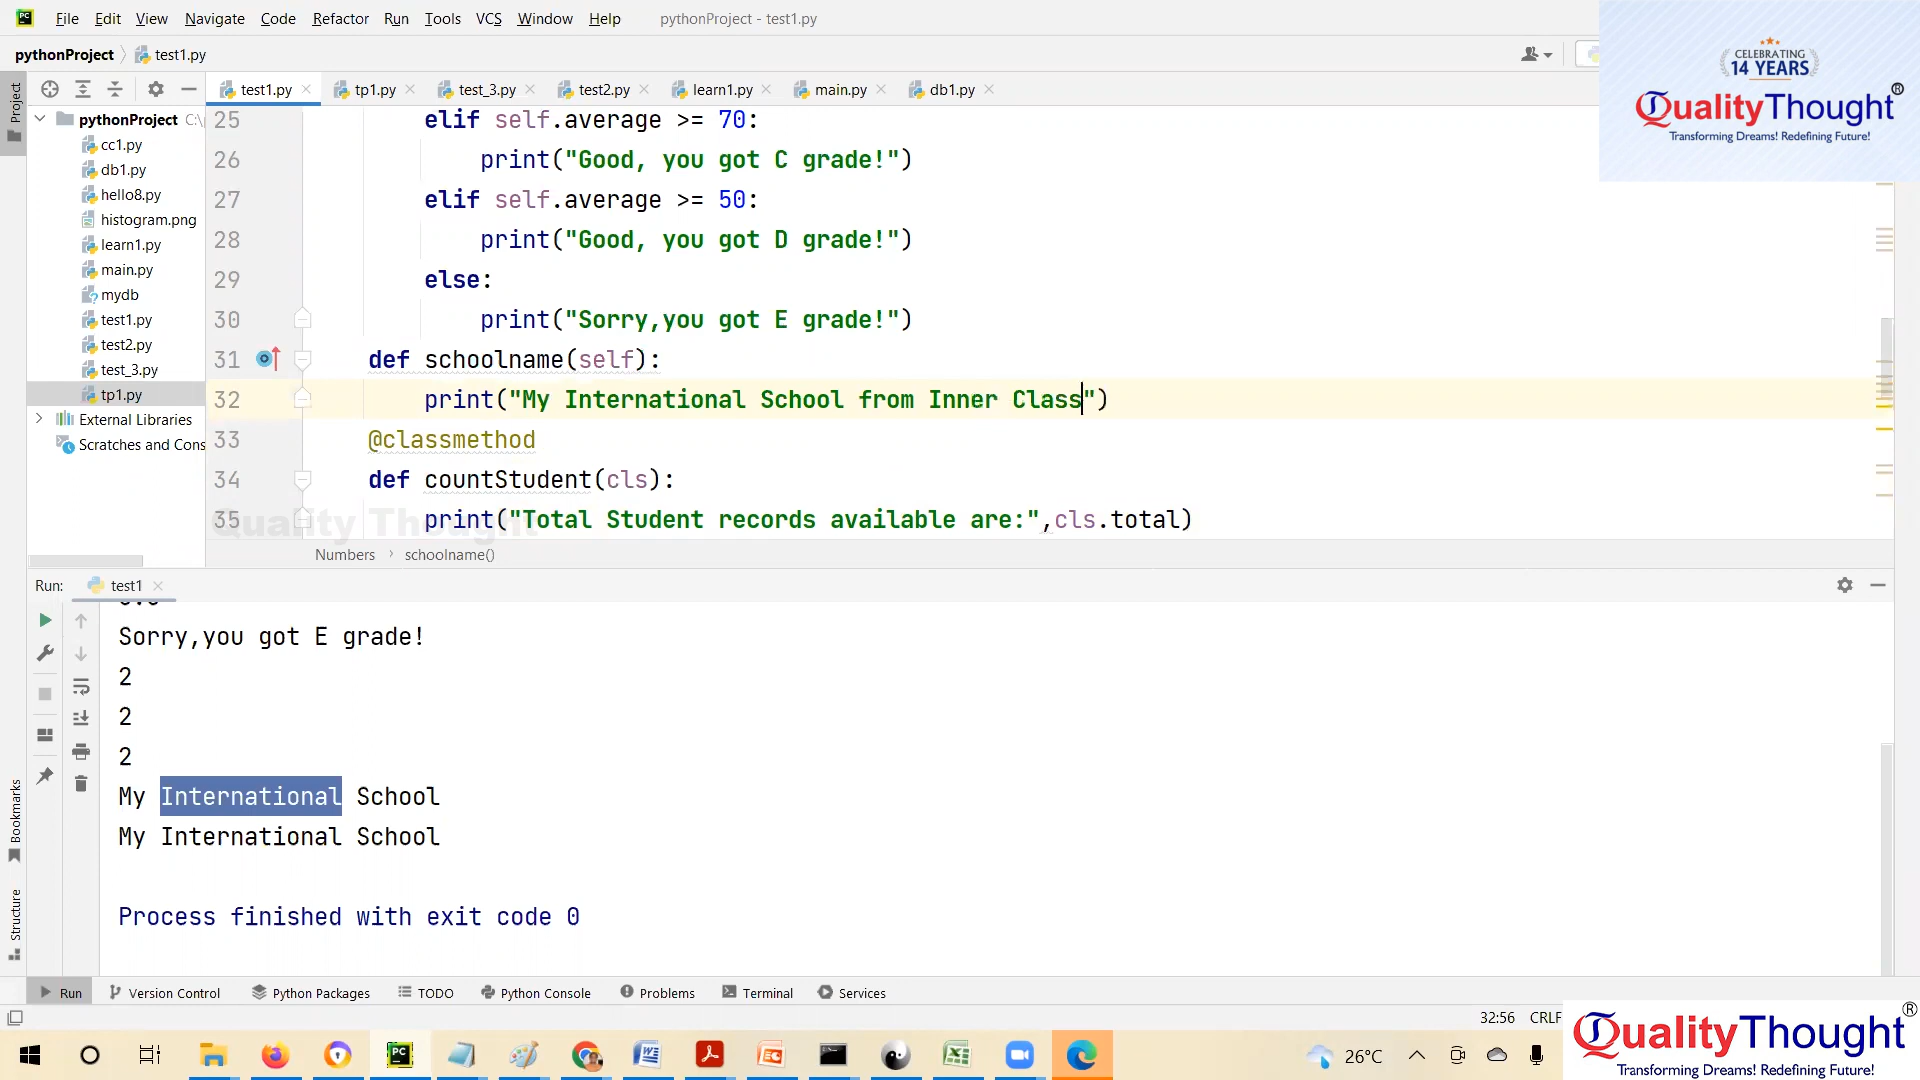 File Edit View Navigate Code Refactor Run Tools VCS Window Help pythonProject - test1.py
pythonProject test1.py
CELEBRATING
14 YEARS
QualityThought®
Transforming Dreams! Redefining Future!
Project
test1.py tp1.py test_3.py test2.py learn1.py main.py db1.py
pythonProject C:\
cc1.py
db1.py
hello8.py
histogram.png
learn1.py
main.py
mydb
test1.py
test2.py
test_3.py
tp1.py
External Libraries
Scratches and Cons
25 elif self.average >= 70:
26 print("Good, you got C grade!")
27 elif self.average >= 50:
28 print("Good, you got D grade!")
29 else:
30 print("Sorry,you got E grade!")
31 def schoolname(self):
32 print("My International School from Inner Class")
33 @classmethod
34 def countStudent(cls):
35 print("Total Student records available are:",cls.total)
Quality Thought
Numbers schoolname()
Run: test1
Sorry,you got E grade!
2
2
2
My International School
My International School
Process finished with exit code 0
Bookmarks
Structure
Run Version Control TODO Python Packages Python Console Problems Terminal Services
32:56 CRLF
26°C
QualityThought®
Transforming Dreams! Redefining Future!